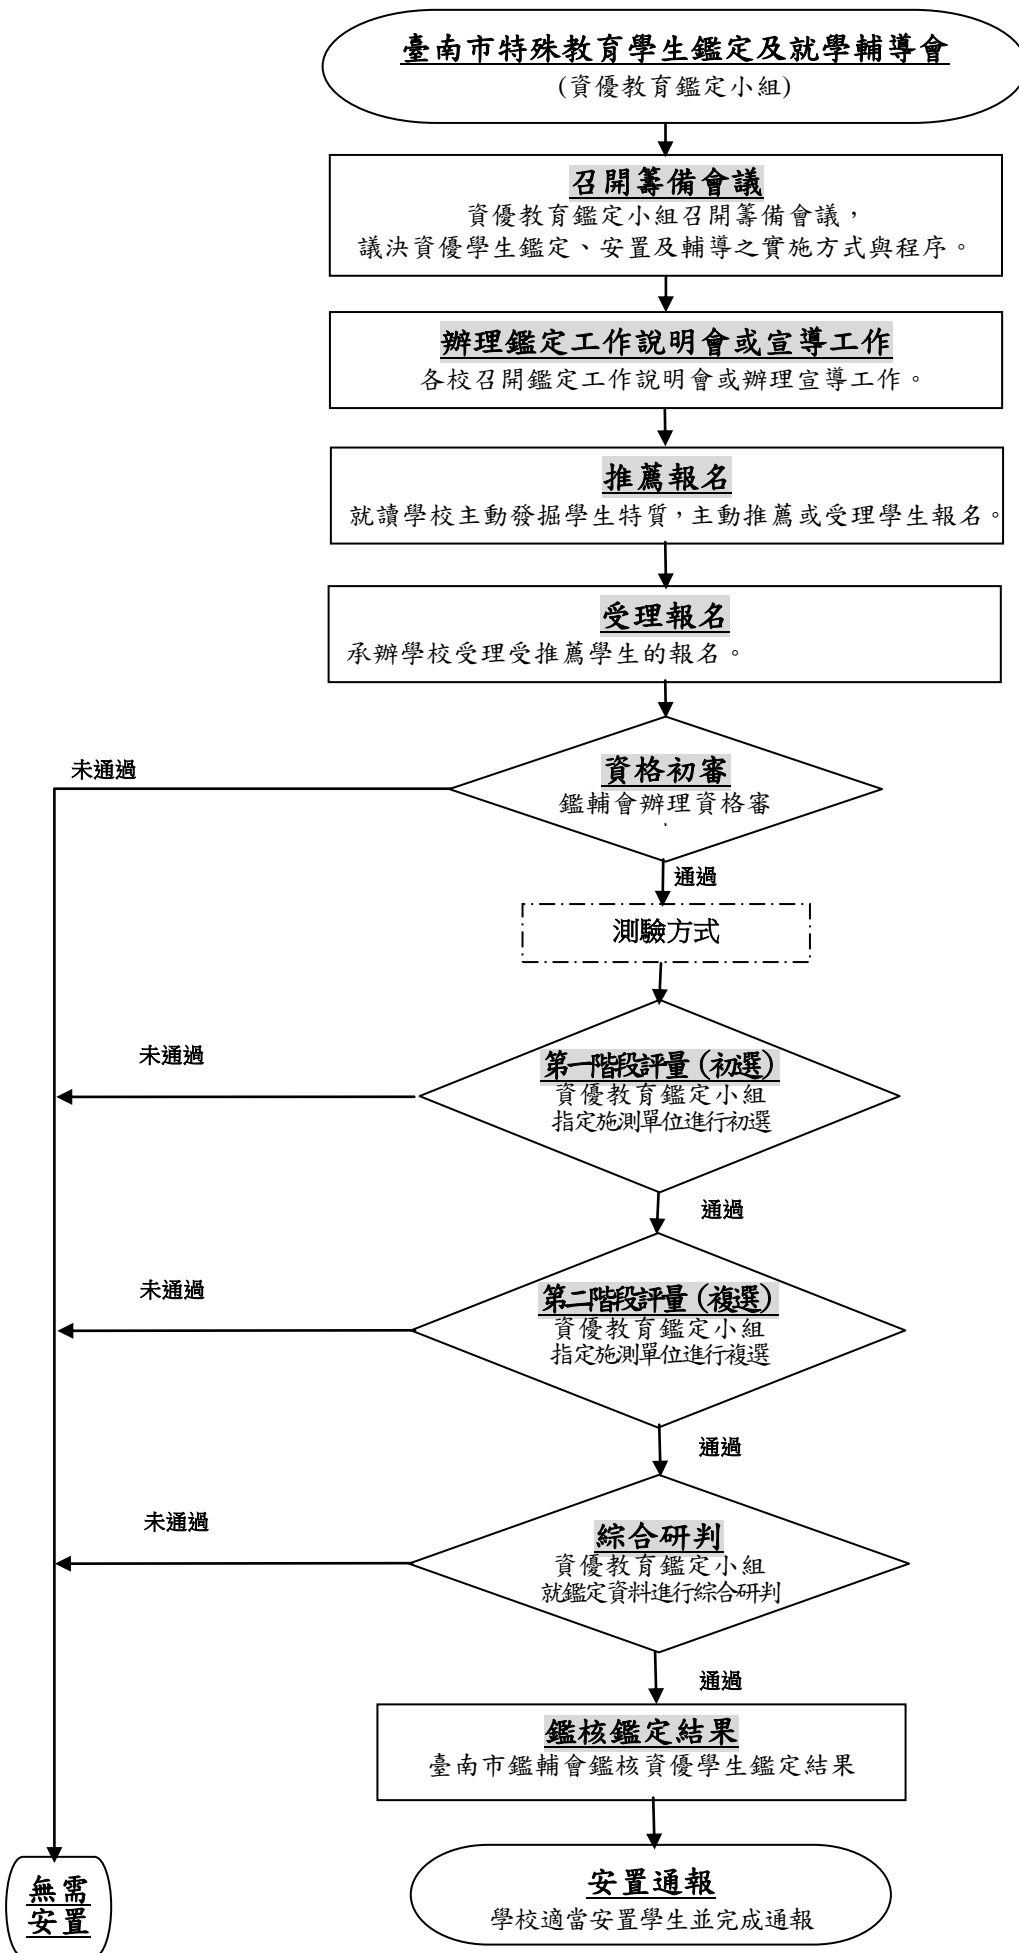 臺南市特殊教育學生鑑定及就學輔導會
(資優教育鑑定小組)
召開籌備會議
資優教育鑑定小組召開籌備會議，
議決資優學生鑑定、安置及輔導之實施方式與程序。
辦理鑑定工作說明會或宣導工作
各校召開鑑定工作說明會或辦理宣導工作。
推薦報名
就讀學校主動發掘學生特質，主動推薦或受理學生報名。
受理報名
承辦學校受理受推薦學生的報名。
未通過
資格初審
鑑輔會辦理資格審
通過
測驗方式
未通過
第一階段評量（初選）
資優教育鑑定小組
指定施測單位進行初選
通過
未通過
第二階段評量（複選）
資優教育鑑定小組
指定施測單位進行複選
通過
未通過
綜合研判
資優教育鑑定小組
就鑑定資料進行綜合研判
通過
鑑核鑑定結果
臺南市鑑輔會鑑核資優學生鑑定結果
無需
安置
安置通報
學校適當安置學生並完成通報